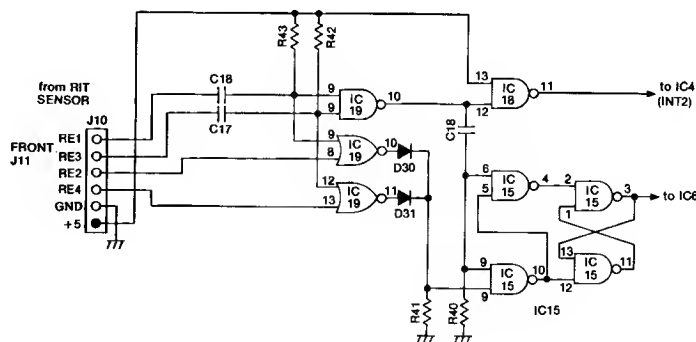 R43
R42
C18
C17
from RIT
SENSOR
J10
FRONT
J11
RE1
RE3
RE2
RE4
GND
+5
9
9
IC
19
10
13
12
IC
18
11
to IC4
(INT2)
C18
9
8
IC
19
10
D30
12
13
IC
19
11
D31
6
5
IC
15
4
2
1
IC
15
3
to IC6
9
9
IC
15
10
13
12
IC
15
11
IC15
R41
R40